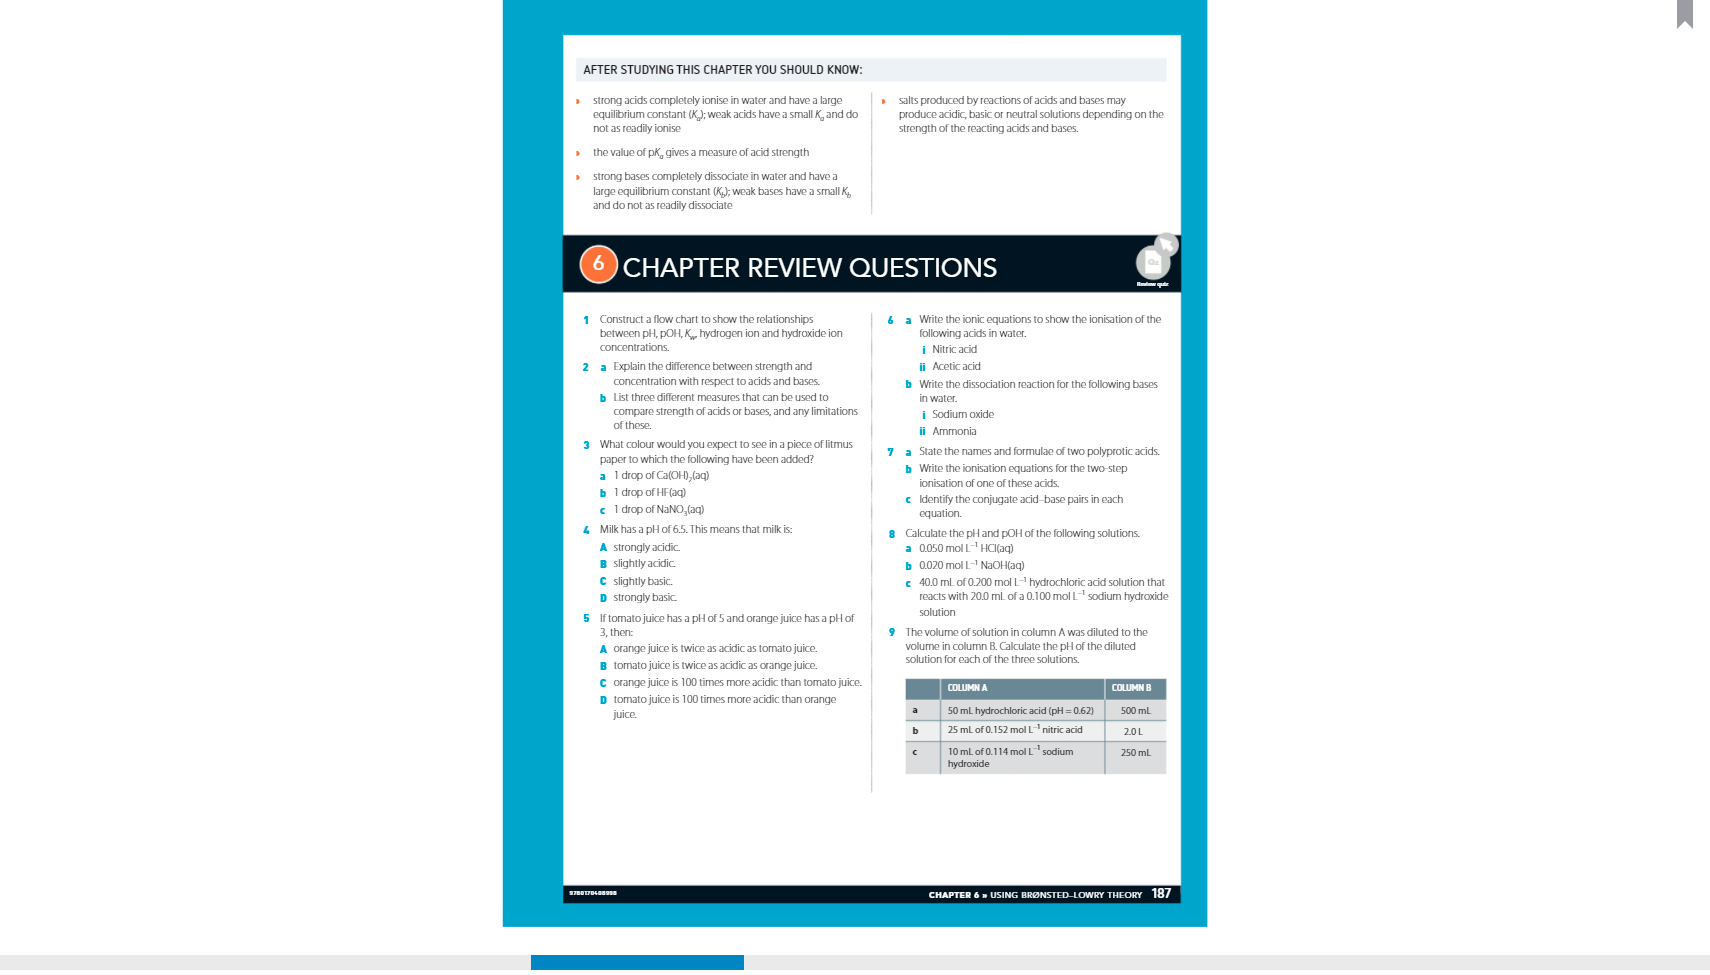 AFTER STUDYING THIS CHAPTER YOU SHOULD KNOW:
strong acids completely ionise in water and have a large
equilibrium constant (Ka); weak acids have a small Ka and do
not as readily ionise
the value of pKa gives a measure of acid strength
strong bases completely dissociate in water and have a
large equilibrium constant (Kb); weak bases have a small Kb
and do not as readily dissociate
salts produced by reactions of acids and bases may
produce acidic, basic or neutral solutions depending on the
strength of the reacting acids and bases.
6 CHAPTER REVIEW QUESTIONS
Qz
Review quiz
1 Construct a flow chart to show the relationships
between pH, pOH, Kw, hydrogen ion and hydroxide ion
concentrations.
2 a Explain the difference between strength and
concentration with respect to acids and bases.
b List three different measures that can be used to
compare strength of acids or bases, and any limitations
of these.
3 What colour would you expect to see in a piece of litmus
paper to which the following have been added?
a 1 drop of Ca(OH)₂(aq)
b 1 drop of HF(aq)
c 1 drop of NaNO₃(aq)
4 Milk has a pH of 6.5. This means that milk is:
A strongly acidic.
B slightly acidic.
C slightly basic.
D strongly basic.
5 If tomato juice has a pH of 5 and orange juice has a pH of
3, then:
A orange juice is twice as acidic as tomato juice.
B tomato juice is twice as acidic as orange juice.
C orange juice is 100 times more acidic than tomato juice.
D tomato juice is 100 times more acidic than orange
juice.
6 a Write the ionic equations to show the ionisation of the
following acids in water.
i Nitric acid
ii Acetic acid
b Write the dissociation reaction for the following bases
in water.
i Sodium oxide
ii Ammonia
7 a State the names and formulae of two polyprotic acids.
b Write the ionisation equations for the two-step
ionisation of one of these acids.
c Identify the conjugate acid–base pairs in each
equation.
8 Calculate the pH and pOH of the following solutions.
a 0.050 mol L⁻¹ HCl(aq)
b 0.020 mol L⁻¹ NaOH(aq)
c 40.0 mL of 0.200 mol L⁻¹ hydrochloric acid solution that
reacts with 20.0 mL of a 0.100 mol L⁻¹ sodium hydroxide
solution
9 The volume of solution in column A was diluted to the
volume in column B. Calculate the pH of the diluted
solution for each of the three solutions.
COLUMN A COLUMN B
a 50 mL hydrochloric acid (pH = 0.62) 500 mL
b 25 mL of 0.152 mol L⁻¹ nitric acid 2.0 L
c 10 mL of 0.114 mol L⁻¹ sodium 250 mL
hydroxide
9780170408998
CHAPTER 6 » USING BRØNSTED–LOWRY THEORY 187